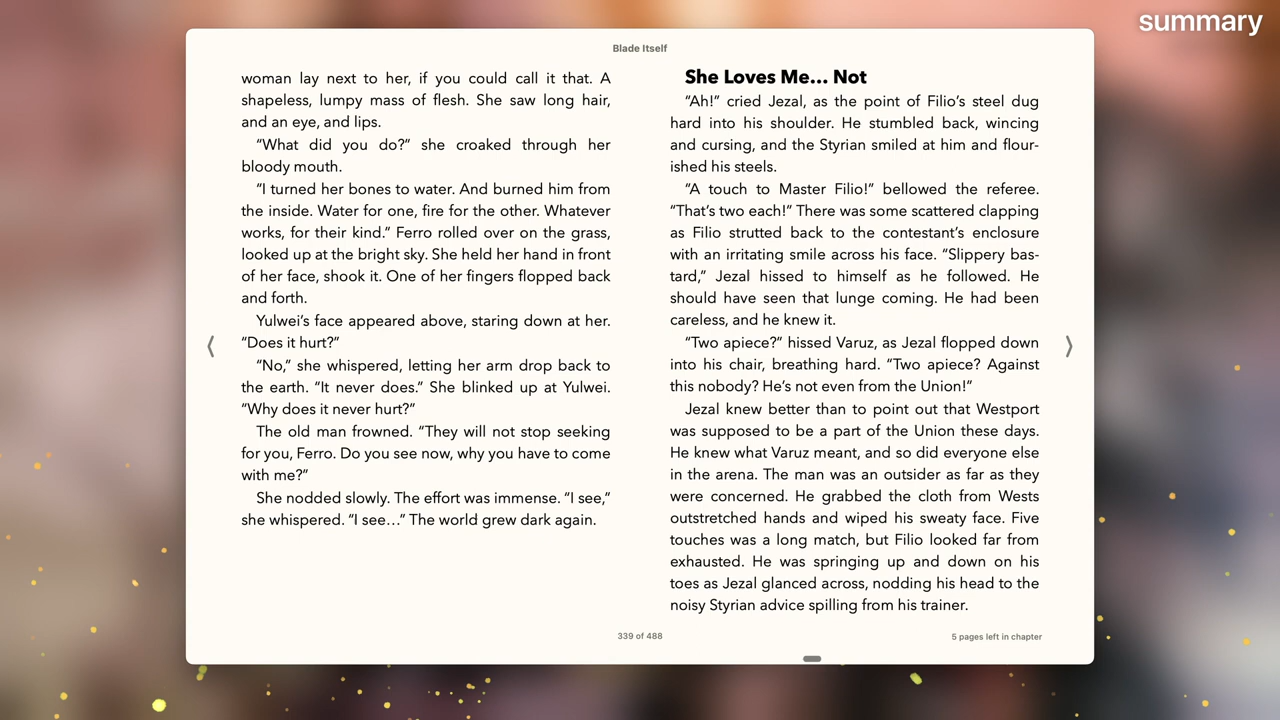 summary
Blade Itself
woman lay next to her, if you could call it that. A
shapeless, lumpy mass of flesh. She saw long hair,
and an eye, and lips.
“What did you do?” she croaked through her
bloody mouth.
“I turned her bones to water. And burned him from
the inside. Water for one, fire for the other. Whatever
works, for their kind.” Ferro rolled over on the grass,
looked up at the bright sky. She held her hand in front
of her face, shook it. One of her fingers flopped back
and forth.
Yulwei’s face appeared above, staring down at her.
“Does it hurt?”
“No,” she whispered, letting her arm drop back to
the earth. “It never does.” She blinked up at Yulwei.
“Why does it never hurt?”
The old man frowned. “They will not stop seeking
for you, Ferro. Do you see now, why you have to come
with me?”
She nodded slowly. The effort was immense. “I see,”
she whispered. “I see…” The world grew dark again.
She Loves Me… Not
“Ah!” cried Jezal, as the point of Filio’s steel dug
hard into his shoulder. He stumbled back, wincing
and cursing, and the Styrian smiled at him and flour-
ished his steels.
“A touch to Master Filio!” bellowed the referee.
“That’s two each!” There was some scattered clapping
as Filio strutted back to the contestant’s enclosure
with an irritating smile across his face. “Slippery bas-
tard,” Jezal hissed to himself as he followed. He
should have seen that lunge coming. He had been
careless, and he knew it.
“Two apiece?” hissed Varuz, as Jezal flopped down
into his chair, breathing hard. “Two apiece? Against
this nobody? He’s not even from the Union!”
Jezal knew better than to point out that Westport
was supposed to be a part of the Union these days.
He knew what Varuz meant, and so did everyone else
in the arena. The man was an outsider as far as they
were concerned. He grabbed the cloth from Wests
outstretched hands and wiped his sweaty face. Five
touches was a long match, but Filio looked far from
exhausted. He was springing up and down on his
toes as Jezal glanced across, nodding his head to the
noisy Styrian advice spilling from his trainer.
339 of 488
5 pages left in chapter